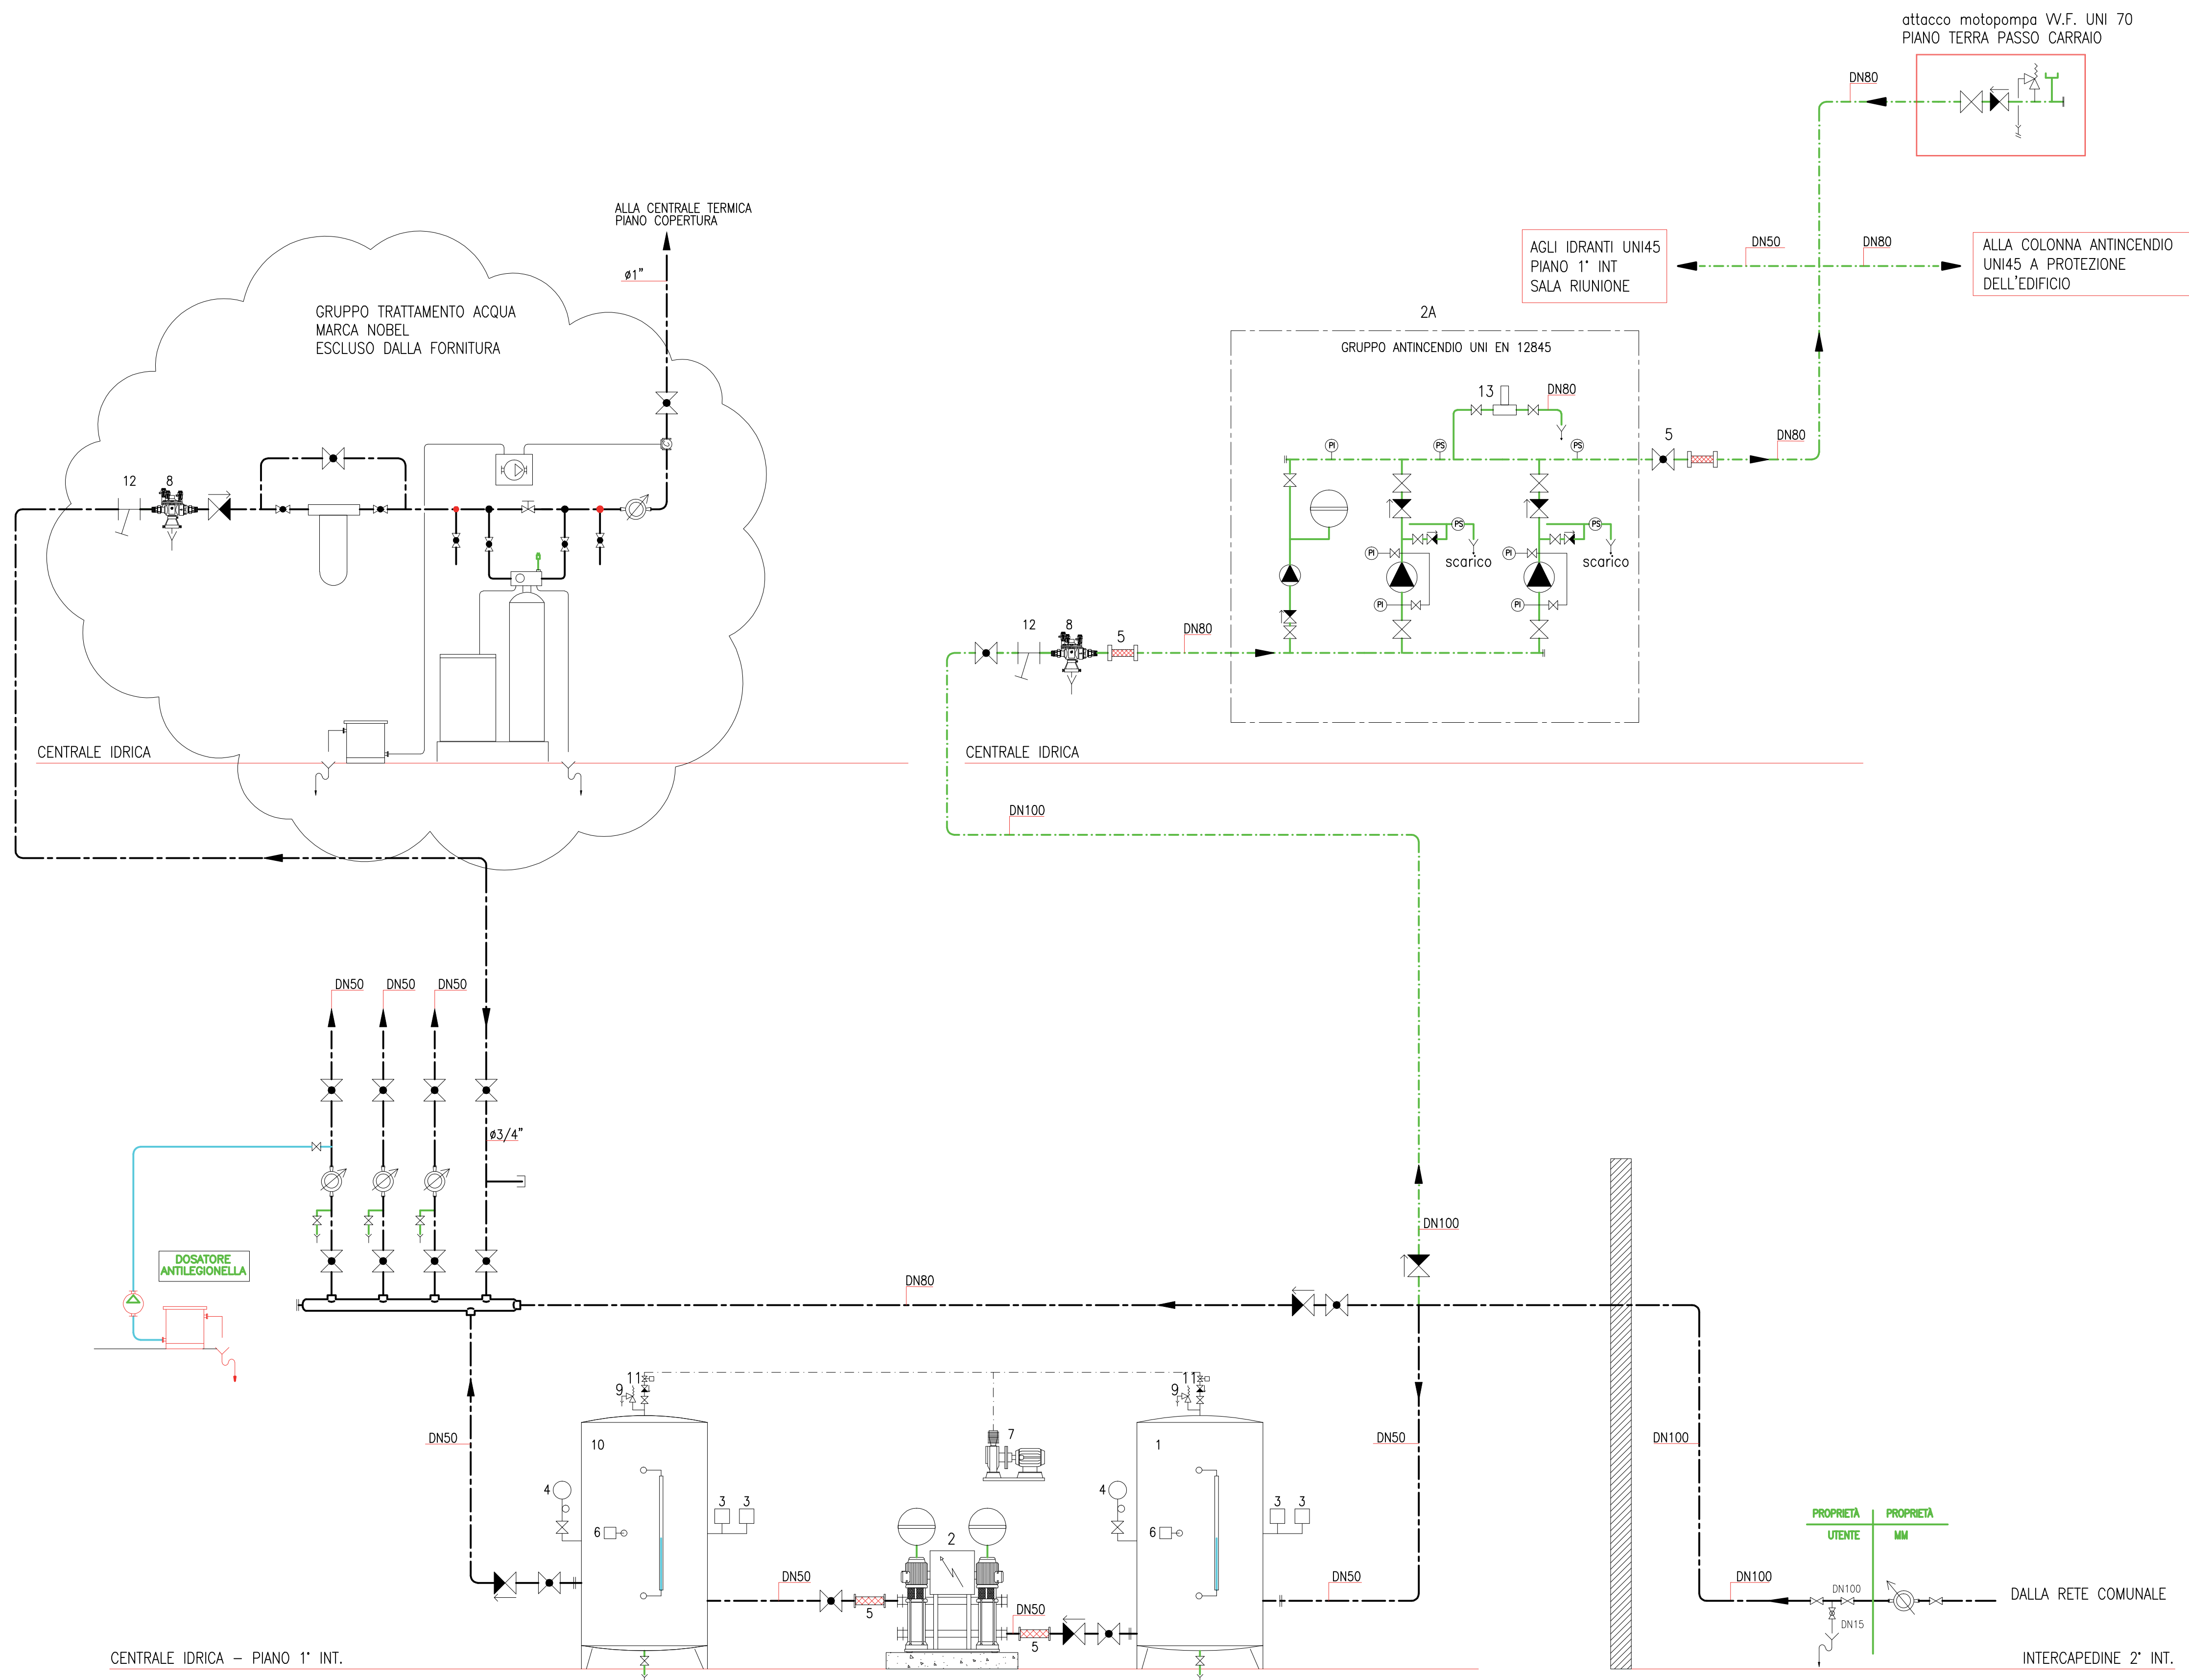 attacco motopompa VV.F. UNI 70
PIANO TERRA PASSO CARRAIO
DN80
ALLA CENTRALE TERMICA
PIANO COPERTURA
ø1"
AGLI IDRANTI UNI45
PIANO 1° INT
SALA RIUNIONE
DN50
DN80
ALLA COLONNA ANTINCENDIO
UNI45 A PROTEZIONE
DELL'EDIFICIO
GRUPPO TRATTAMENTO ACQUA
MARCA NOBEL
ESCLUSO DALLA FORNITURA
2A
GRUPPO ANTINCENDIO UNI EN 12845
13
DN80
PI
PS
PS
5
DN80
12
8
PS
PS
PI
scarico
PI
scarico
PI
PI
12
8
5
DN80
CENTRALE IDRICA
CENTRALE IDRICA
DN100
DN50
DN50
DN50
ø3/4"
DN100
DOSATORE
ANTILEGIONELLA
DN80
9
11
9
11
DN50
10
7
1
DN50
DN100
4
3
3
4
3
3
6
2
6
PROPRIETÀ
PROPRIETÀ
UTENTE
MM
DN50
5
DN50
5
DN50
DN100
DN100
DN15
DALLA RETE COMUNALE
CENTRALE IDRICA – PIANO 1° INT.
INTERCAPEDINE 2° INT.